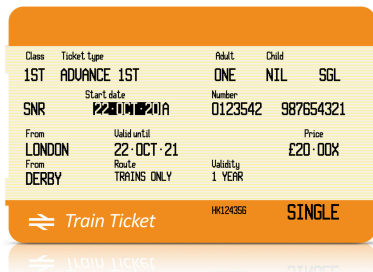 Class Ticket type Adult Child
1ST ADVANCE 1ST ONE NIL SGL
Start date Number
SNR 22·OCT·20A 0123542 987654321
From Valid until Price
LONDON 22·OCT·21 £20·00X
From Route Validity
DERBY TRAINS ONLY 1 YEAR
HK124356 SINGLE
Train Ticket